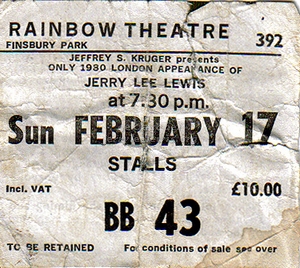 RAINBOW THEATRE
FINSBURY PARK 392
JEFFREY S. KRUGER presents
ONLY 1980 LONDON APPEARANCE OF
JERRY LEE LEWIS
at 7.30 p.m.
Sun FEBRUARY 17
STALLS
Incl. VAT £10.00
BB 43
TO BE RETAINED For conditions of sale see over